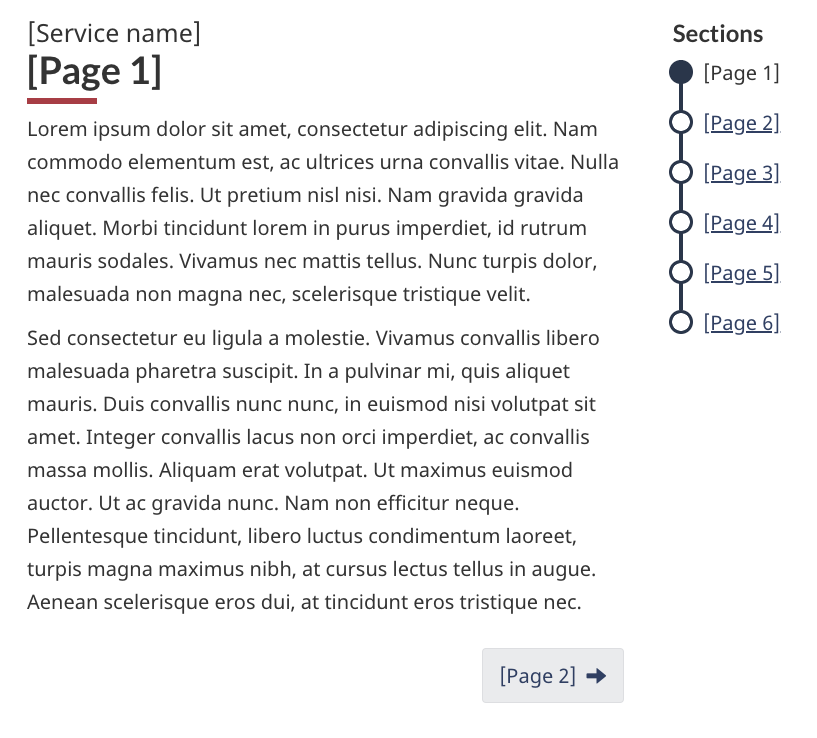 [Service name]
[Page 1]
Lorem ipsum dolor sit amet, consectetur adipiscing elit. Nam
commodo elementum est, ac ultrices urna convallis vitae. Nulla
nec convallis felis. Ut pretium nisl nisi. Nam gravida gravida
aliquet. Morbi tincidunt lorem in purus imperdiet, id rutrum
mauris sodales. Vivamus nec mattis tellus. Nunc turpis dolor,
malesuada non magna nec, scelerisque tristique velit.
Sed consectetur eu ligula a molestie. Vivamus convallis libero
malesuada pharetra suscipit. In a pulvinar mi, quis aliquet
mauris. Duis convallis nunc nunc, in euismod nisi volutpat sit
amet. Integer convallis lacus non orci imperdiet, ac convallis
massa mollis. Aliquam erat volutpat. Ut maximus euismod
auctor. Ut ac gravida nunc. Nam non efficitur neque.
Pellentesque tincidunt, libero luctus condimentum laoreet,
turpis magna maximus nibh, at cursus lectus tellus in augue.
Aenean scelerisque eros dui, at tincidunt eros tristique nec.
[Page 2]
Sections
[Page 1]
[Page 2]
[Page 3]
[Page 4]
[Page 5]
[Page 6]